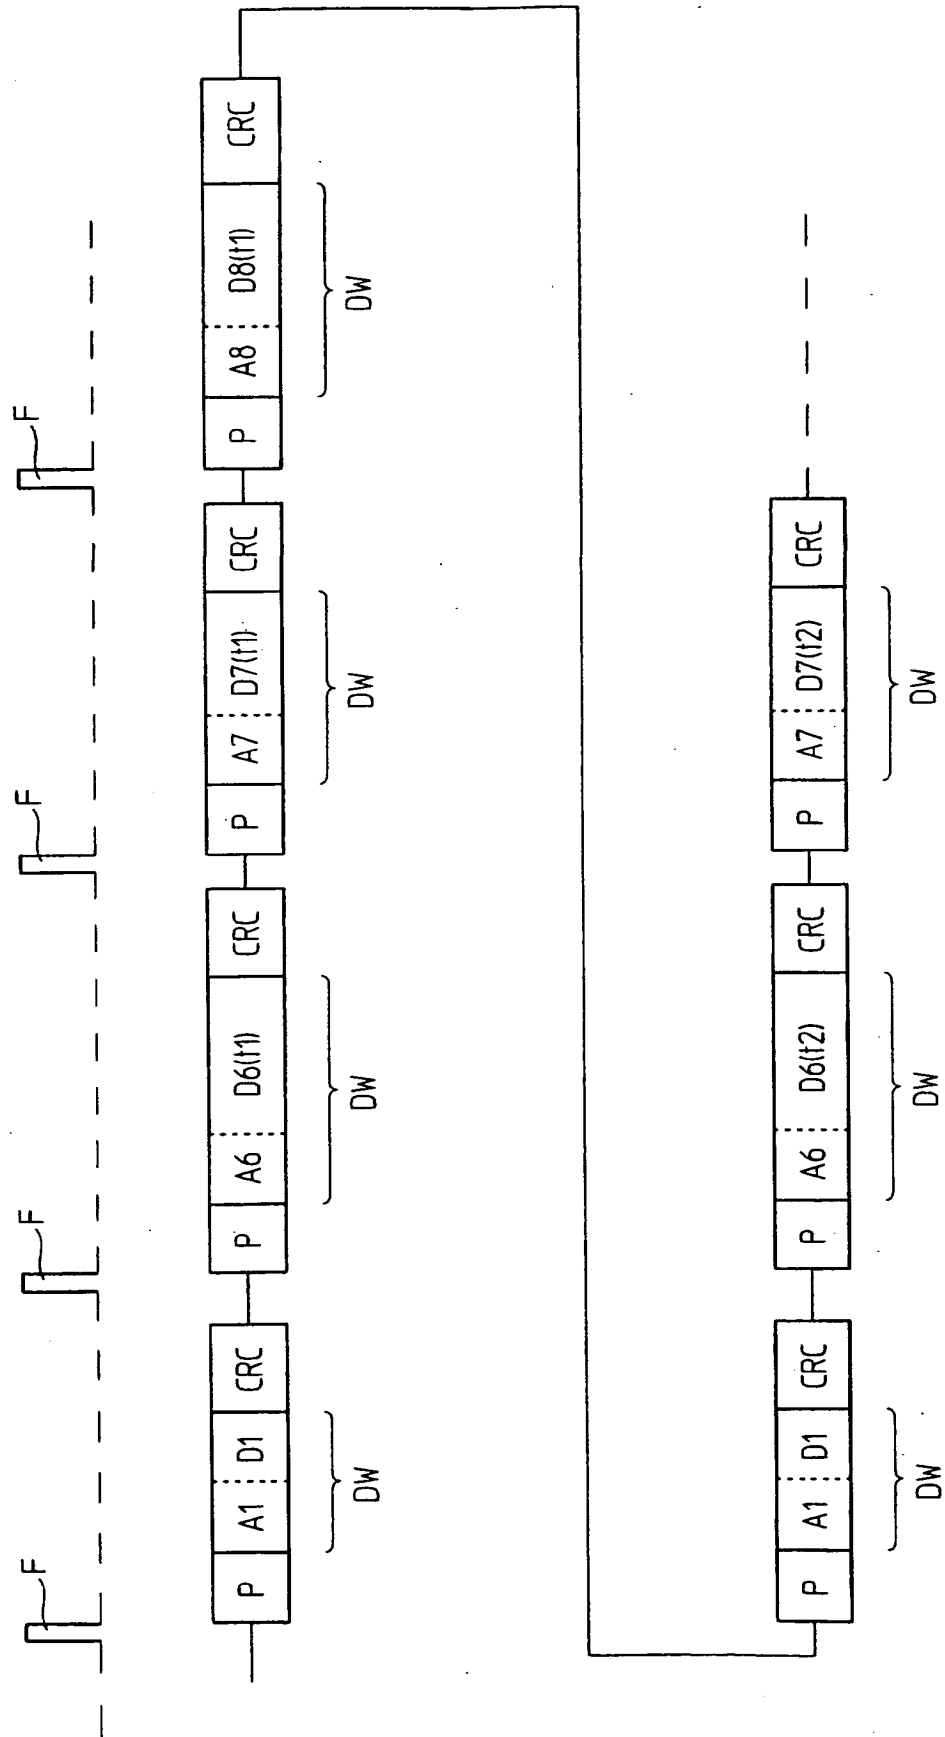 F F F F
P A1 D1 CRC P A6 D6(t1) CRC P A7 D7(t1) CRC P A8 D8(t1) CRC
DW DW DW DW
P A1 D1 CRC P A6 D6(t2) CRC P A7 D7(t2) CRC
DW DW DW